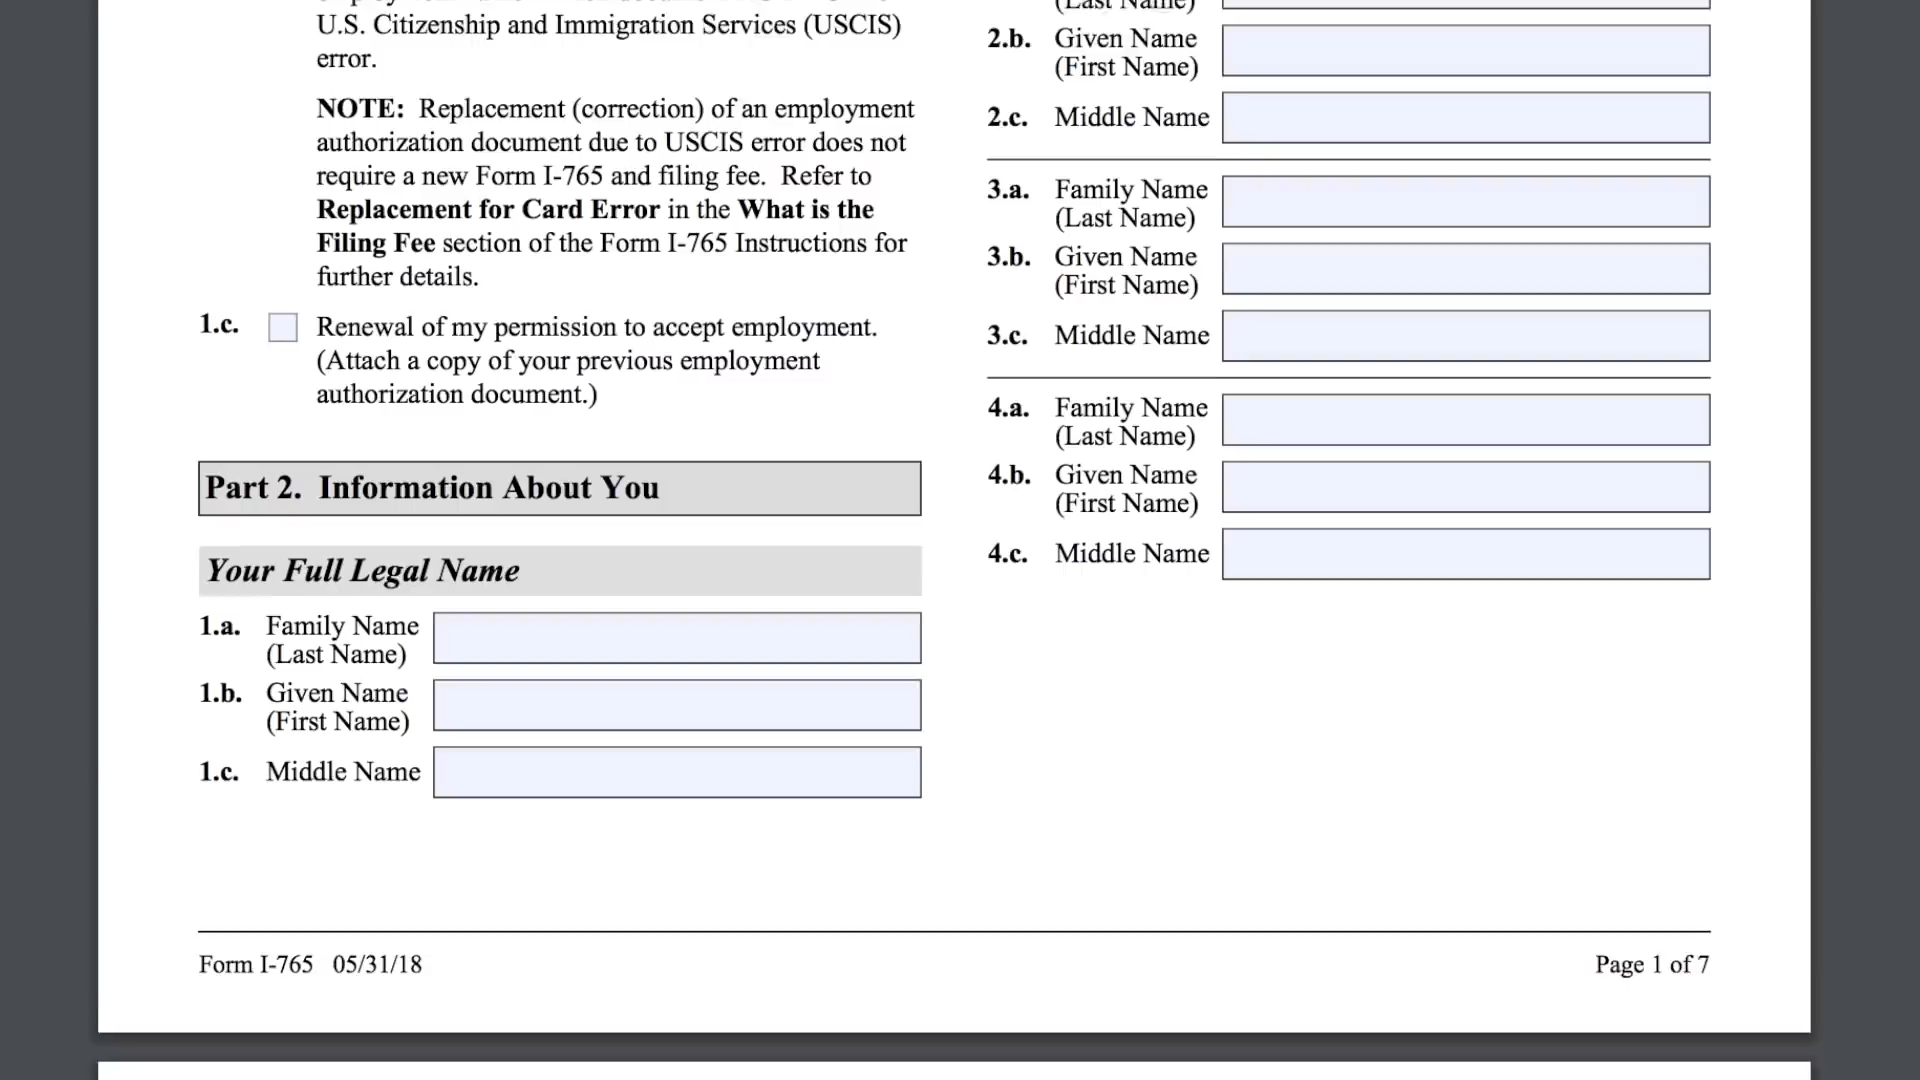 U.S. Citizenship and Immigration Services (USCIS)
error.
NOTE: Replacement (correction) of an employment
authorization document due to USCIS error does not
require a new Form I-765 and filing fee. Refer to
Replacement for Card Error in the What is the
Filing Fee section of the Form I-765 Instructions for
further details.
1.c. Renewal of my permission to accept employment.
(Attach a copy of your previous employment
authorization document.)
Part 2. Information About You
Your Full Legal Name
1.a. Family Name
(Last Name)
1.b. Given Name
(First Name)
1.c. Middle Name
(Last Name)
2.b. Given Name
(First Name)
2.c. Middle Name
3.a. Family Name
(Last Name)
3.b. Given Name
(First Name)
3.c. Middle Name
4.a. Family Name
(Last Name)
4.b. Given Name
(First Name)
4.c. Middle Name
Form I-765 05/31/18
Page 1 of 7